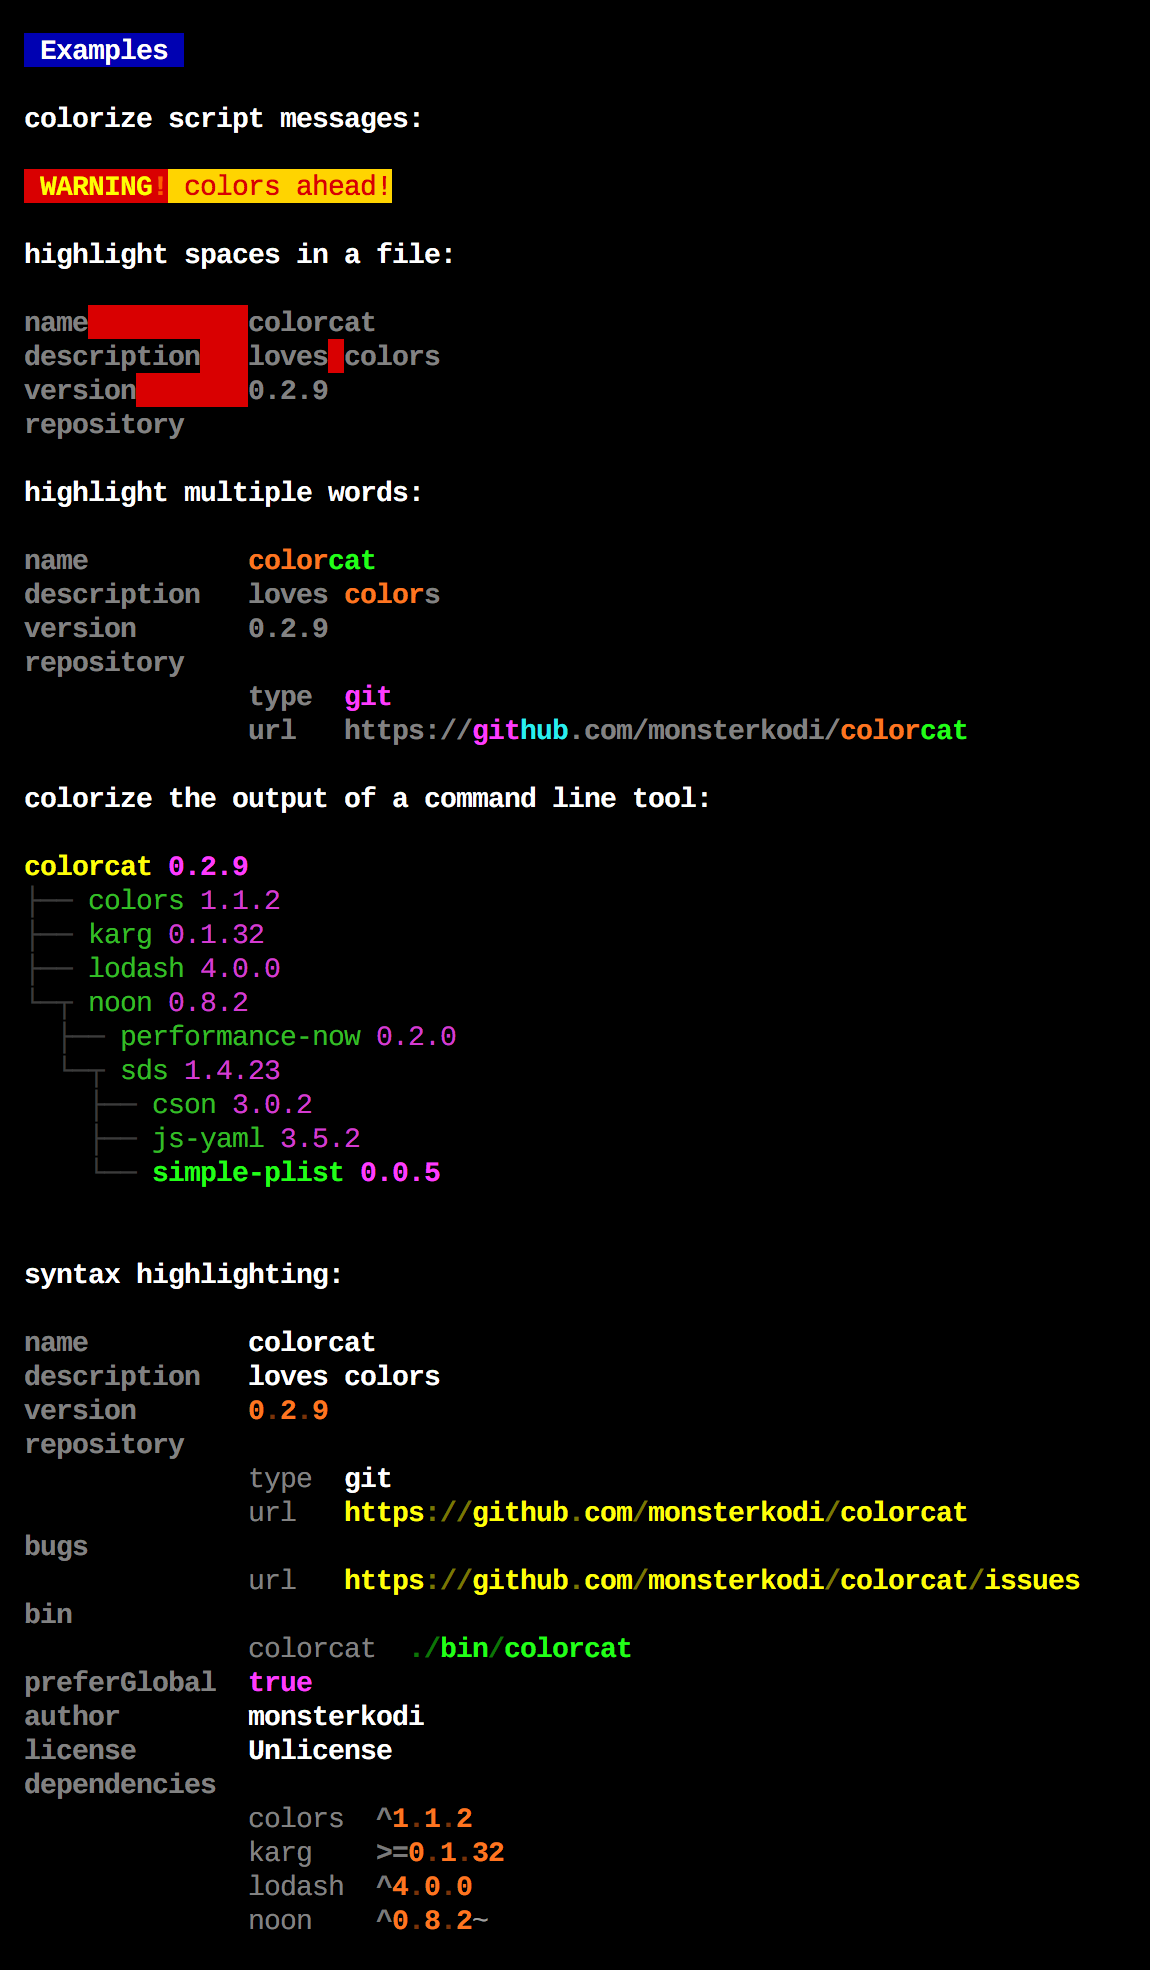 Examples
colorize script messages:
WARNING! colors ahead!
highlight spaces in a file:
name          colorcat
description   loves colors
version       0.2.9
repository
highlight multiple words:
name          colorcat
description   loves colors
version       0.2.9
repository
              type  git
              url   https://github.com/monsterkodi/colorcat
colorize the output of a command line tool:
colorcat 0.2.9
├── colors 1.1.2
├── karg 0.1.32
├── lodash 4.0.0
└─┬ noon 0.8.2
  ├── performance-now 0.2.0
  └─┬ sds 1.4.23
    ├── cson 3.0.2
    ├── js-yaml 3.5.2
    └── simple-plist 0.0.5
syntax highlighting:
name          colorcat
description   loves colors
version       0.2.9
repository
              type  git
              url   https://github.com/monsterkodi/colorcat
bugs
              url   https://github.com/monsterkodi/colorcat/issues
bin
              colorcat  ./bin/colorcat
preferGlobal  true
author        monsterkodi
license       Unlicense
dependencies
              colors  ^1.1.2
              karg    >=0.1.32
              lodash  ^4.0.0
              noon    ^0.8.2~